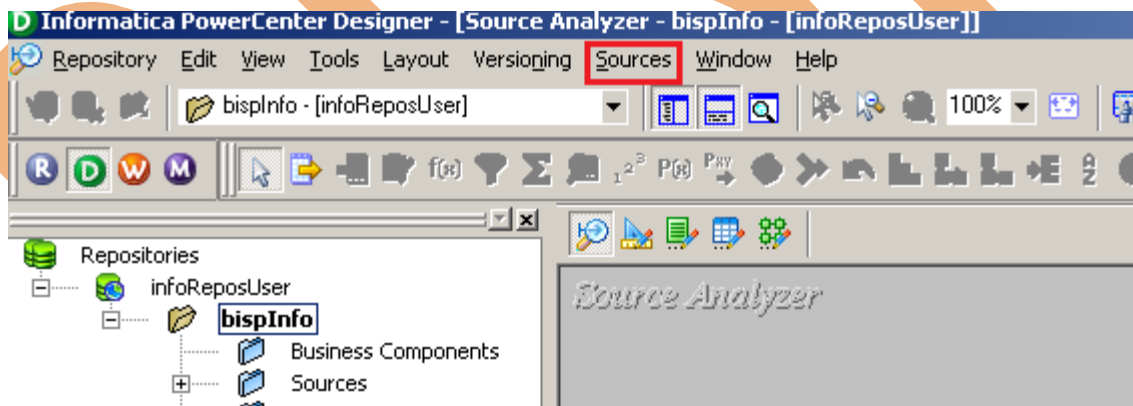 D Informatica PowerCenter Designer - [Source Analyzer - bispInfo - [infoReposUser]]
Repository Edit View Tools Layout Versioning Sources Window Help
bispInfo - [infoReposUser] 100%
R D W M f(x) 1 2 3 P(x) PXY A Z
Repositories
infoReposUser
bispInfo
Business Components
Sources
Source Analyzer